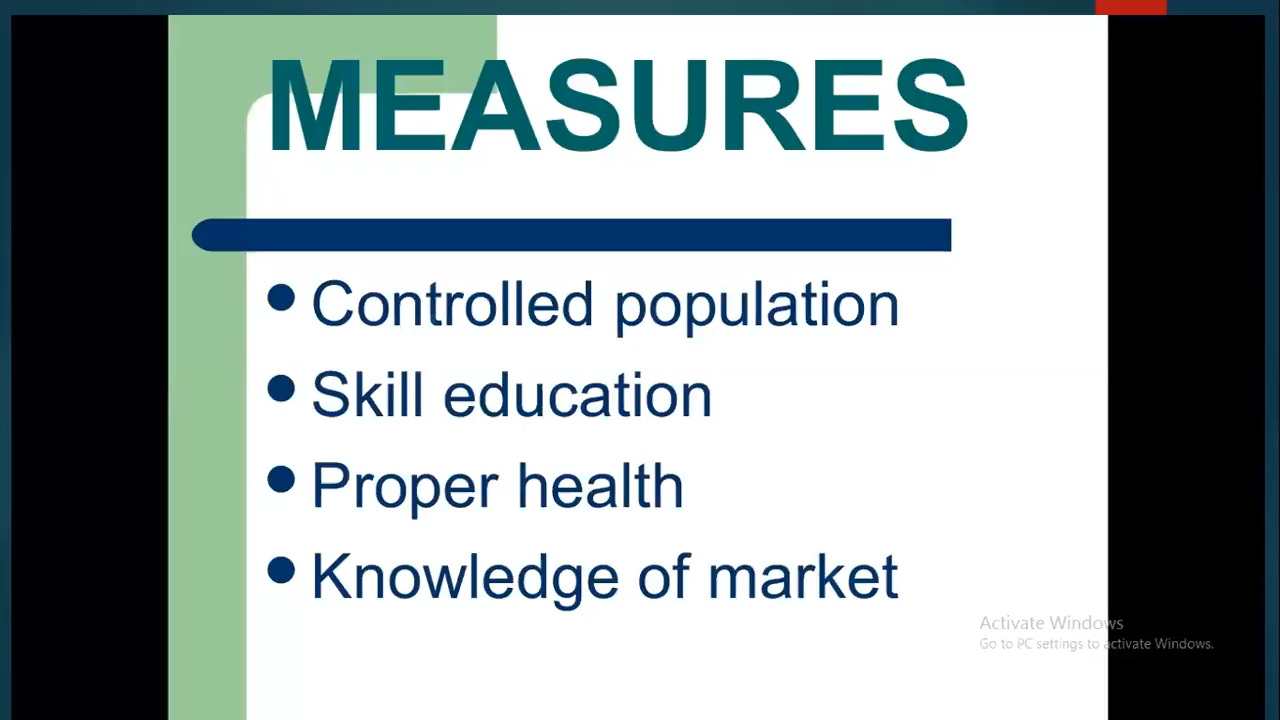 MEASURES
Controlled population
Skill education
Proper health
Knowledge of market
Activate Windows
Go to PC settings to activate Windows.